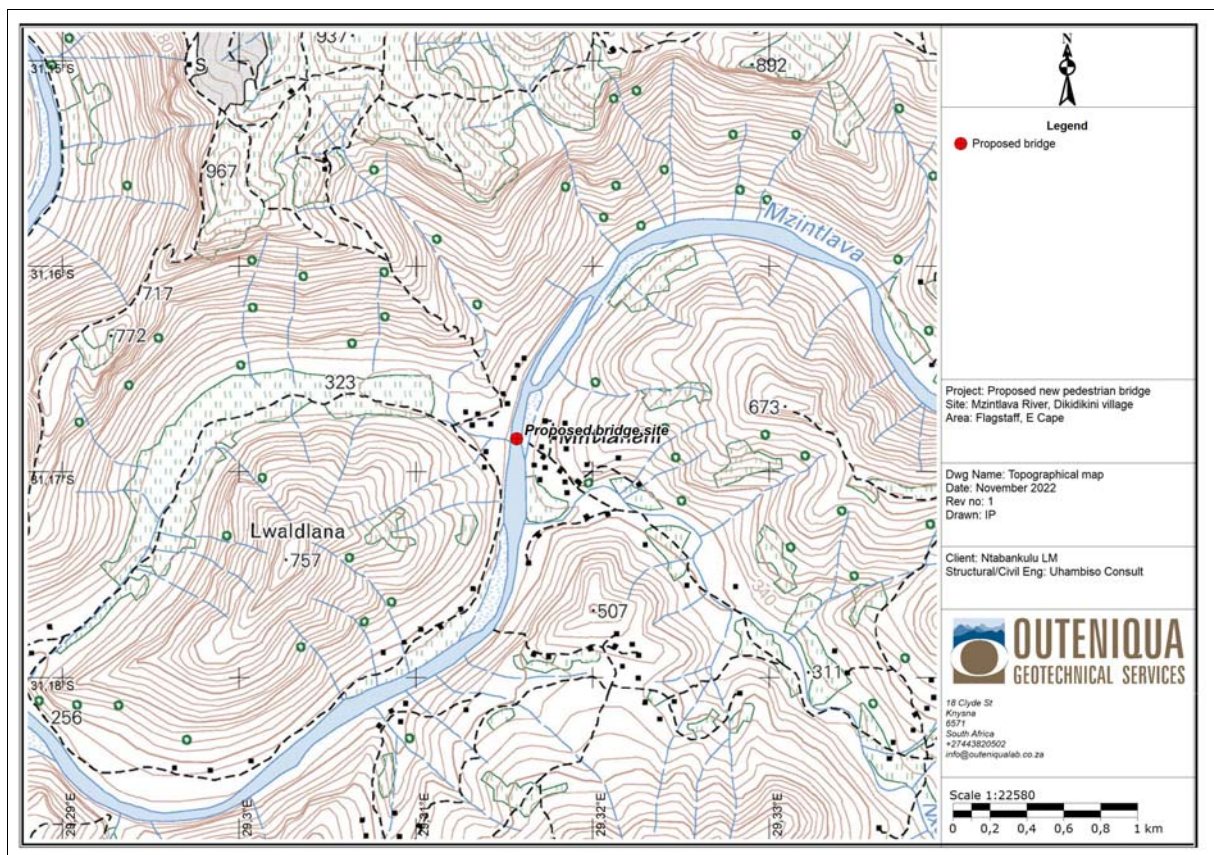 937
31,15°S
S
892
967
Mzintlava
31,16°S
717
772
323
673
Proposed bridge site
31,17°S
Lwaldlana
757
340
507
311
31,18°S
256
29,29°E
29,3°E
29,31°E
29,32°E
29,33°E
N
Legend
Proposed bridge
Project: Proposed new pedestrian bridge
Site: Mzintlava River, Dikidikini village
Area: Flagstaff, E Cape
Dwg Name: Topographical map
Date: November 2022
Rev no: 1
Drawn: IP
Client: Ntabankulu LM
Structural/Civil Eng: Uhambiso Consult
OUTENIQUA
GEOTECHNICAL SERVICES
18 Clyde St
Knysna
6571
South Africa
+27443820502
info@outeniqualab.co.za
Scale 1:22580
0 0,2 0,4 0,6 0,8 1 km